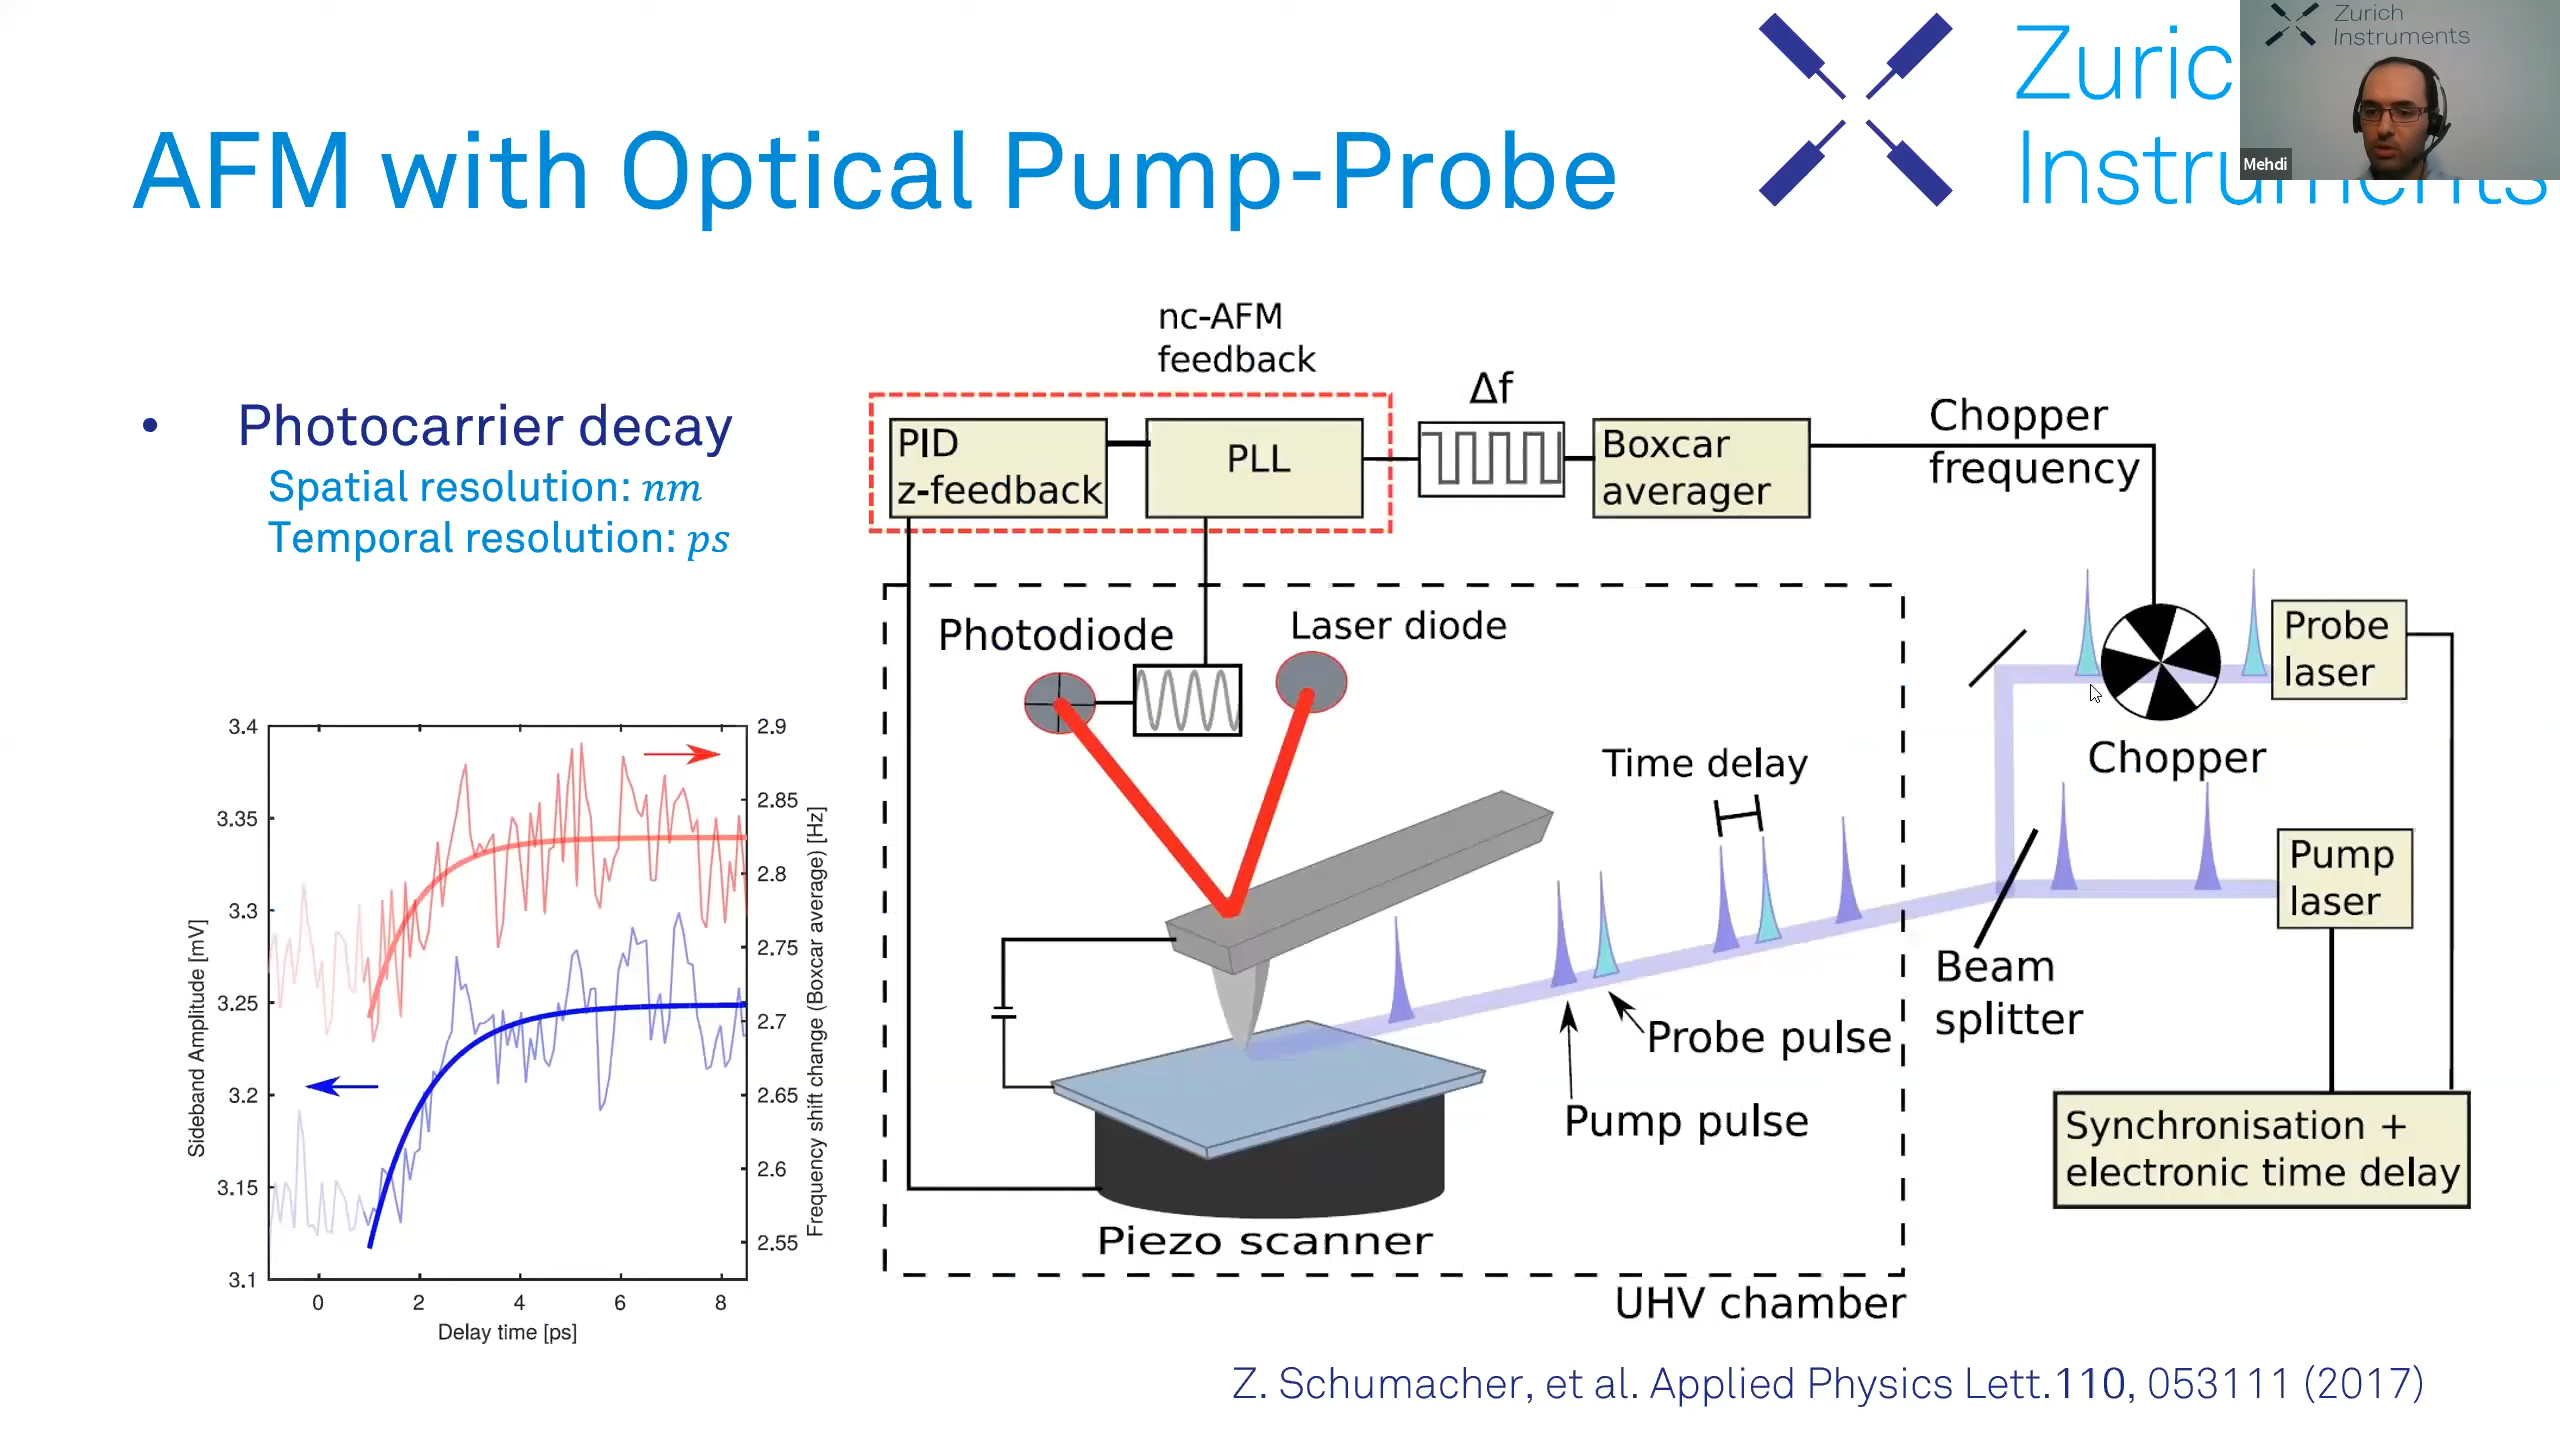 Zuric
Instruments
Zurich
Instruments
Mehdi
AFM with Optical Pump-Probe
• Photocarrier decay
Spatial resolution: nm
Temporal resolution: ps
nc-AFM
feedback
PID
z-feedback
PLL
Δf
Boxcar
averager
Chopper
frequency
Photodiode
Laser diode
Probe
laser
Chopper
Time delay
Pump
laser
Beam
splitter
Probe pulse
Pump pulse
Synchronisation +
electronic time delay
Piezo scanner
UHV chamber
3.4
3.35
3.3
3.25
3.2
3.15
3.1
Sideband Amplitude [mV]
2.9
2.85
2.8
2.75
2.7
2.65
2.6
2.55
Frequency shift change (Boxcar average) [Hz]
0 2 4 6 8
Delay time [ps]
Z. Schumacher, et al. Applied Physics Lett.110, 053111 (2017)